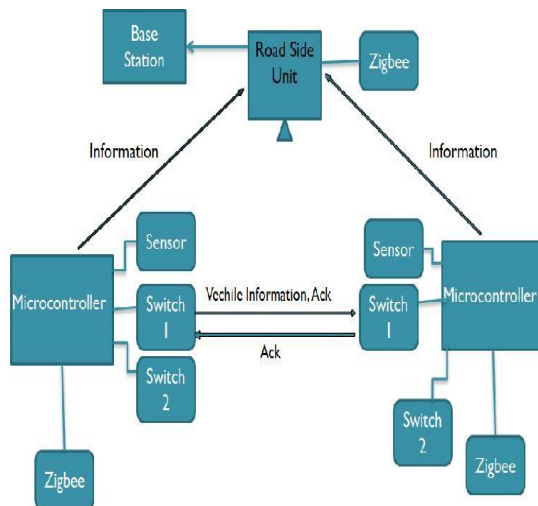 Base
Station
Road Side
Unit
Zigbee
Information
Information
Sensor
Sensor
Microcontroller
Switch
1
Vechile Information, Ack
Switch
1
Microcontroller
Ack
Switch
2
Switch
2
Zigbee
Zigbee